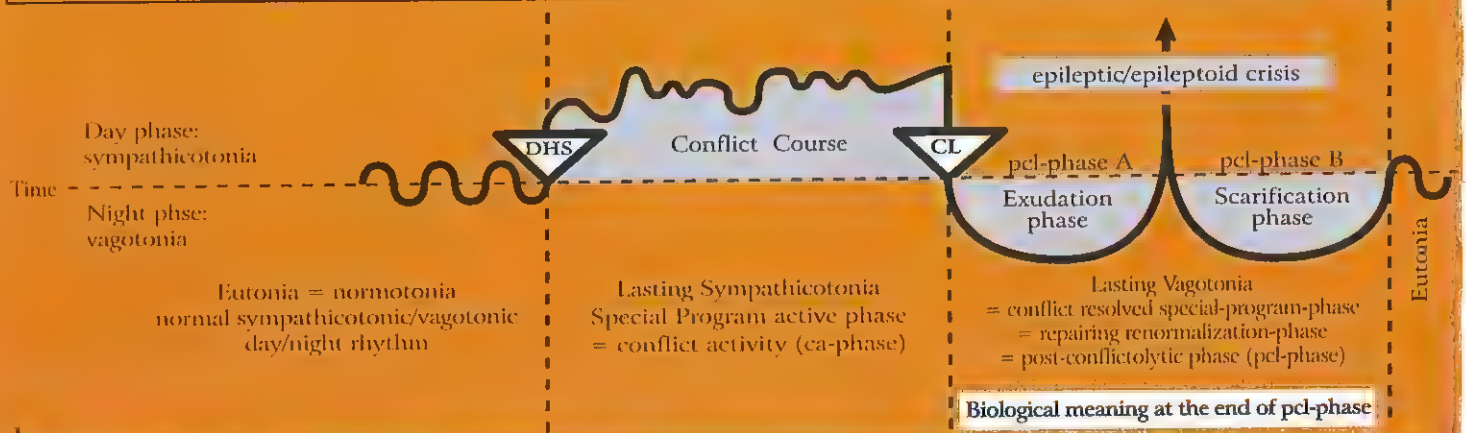 epileptic/epileptoid crisis
Day phase:
sympathicotonia
DHS
Conflict Course
CL
pcl-phase A
pcl-phase B
Time
Exudation
phase
Scarification
phase
Night phse:
vagotonia
Eutonia
Eutonia = normotonia
normal sympathicotonic/vagotonic
day/night rhythm
Lasting Sympathicotonia
Special Program active phase
= conflict activity (ca-phase)
Lasting Vagotonia
= conflict resolved special-program-phase
= repairing renormalization-phase
= post-conflictolytic phase (pcl-phase)
Biological meaning at the end of pcl-phase